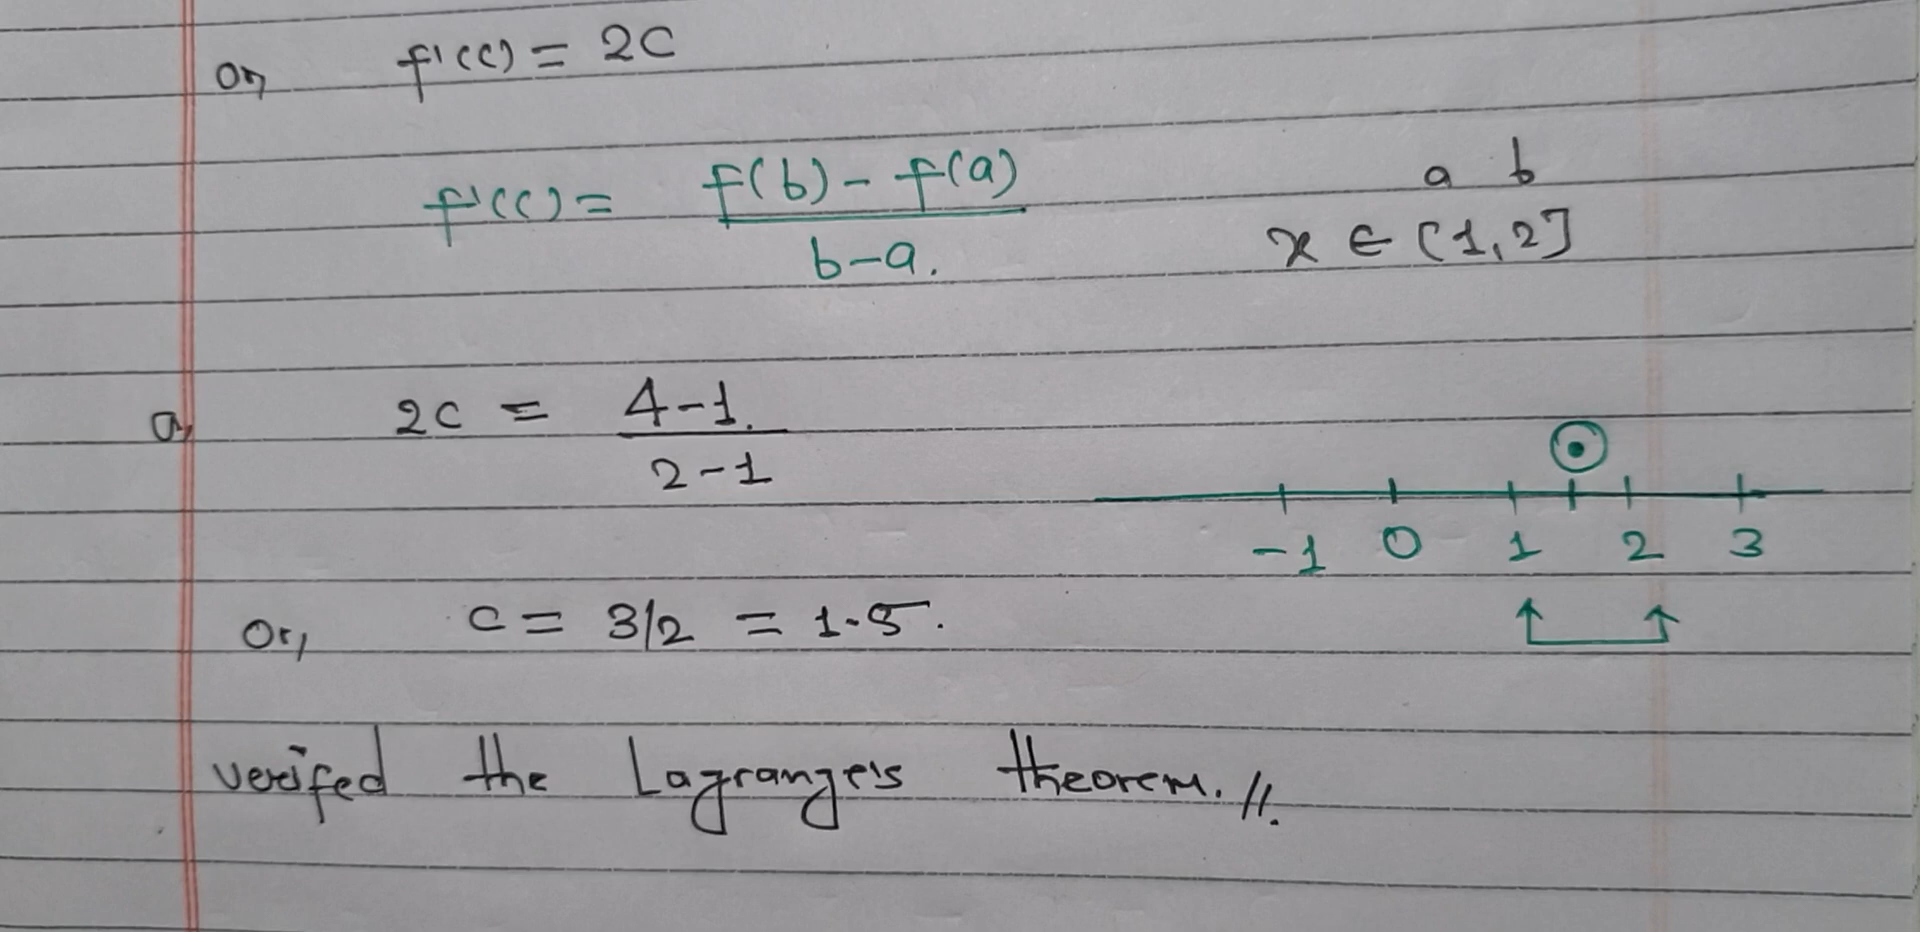 or, f'(c) = 2c
f'(c) = f(b) - f(a) / b-a.
a b
x ∈ [1,2]
2c = 4-1. / 2-1
-1 0 1 2 3
Or, c = 3/2 = 1.5.
verifed the Lagrange's theorem. //.